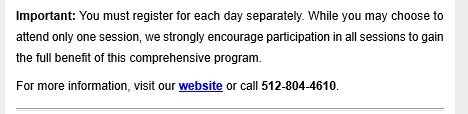 Important: You must register for each day separately. While you may choose to
attend only one session, we strongly encourage participation in all sessions to gain
the full benefit of this comprehensive program.
For more information, visit our website or call 512-804-4610.